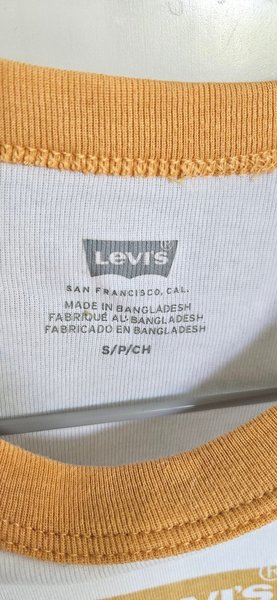 Levi's®
SAN FRANCISCO, CAL.
MADE IN BANGLADESH
FABRIQUÉ AU BANGLADESH
FABRICADO EN BANGLADESH
S/P/CH